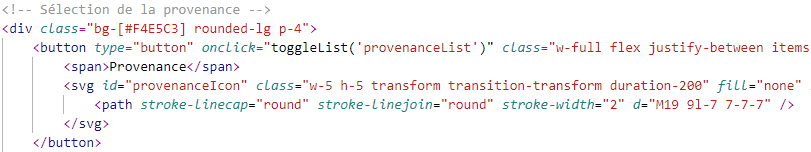 <!-- Sélection de la provenance -->
<div class="bg-[#F4E5C3] rounded-lg p-4">
<button type="button" onclick="toggleList('provenanceList')" class="w-full flex justify-between items
<span>Provenance</span>
<svg id="provenanceIcon" class="w-5 h-5 transform transition-transform duration-200" fill="none"
<path stroke-linecap="round" stroke-linejoin="round" stroke-width="2" d="M19 9l-7 7-7-7" />
</svg>
</button>